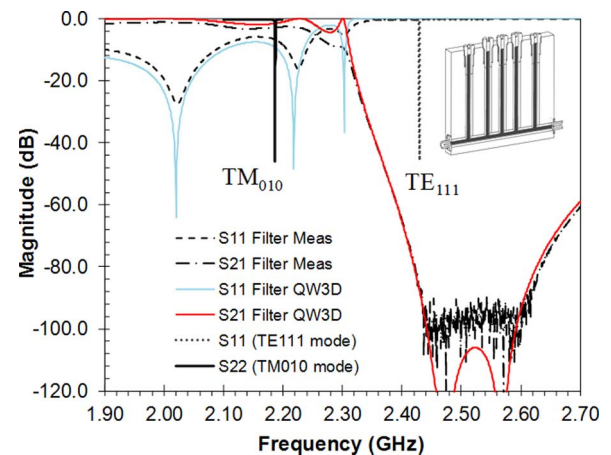 0.0
-20.0
-40.0
-60.0
-80.0
-100.0
-120.0
Magnitude (dB)
TM010
TE111
S11 Filter Meas
S21 Filter Meas
S11 Filter QW3D
S21 Filter QW3D
S11 (TE111 mode)
S22 (TM010 mode)
1.90 2.00 2.10 2.20 2.30 2.40 2.50 2.60 2.70
Frequency (GHz)